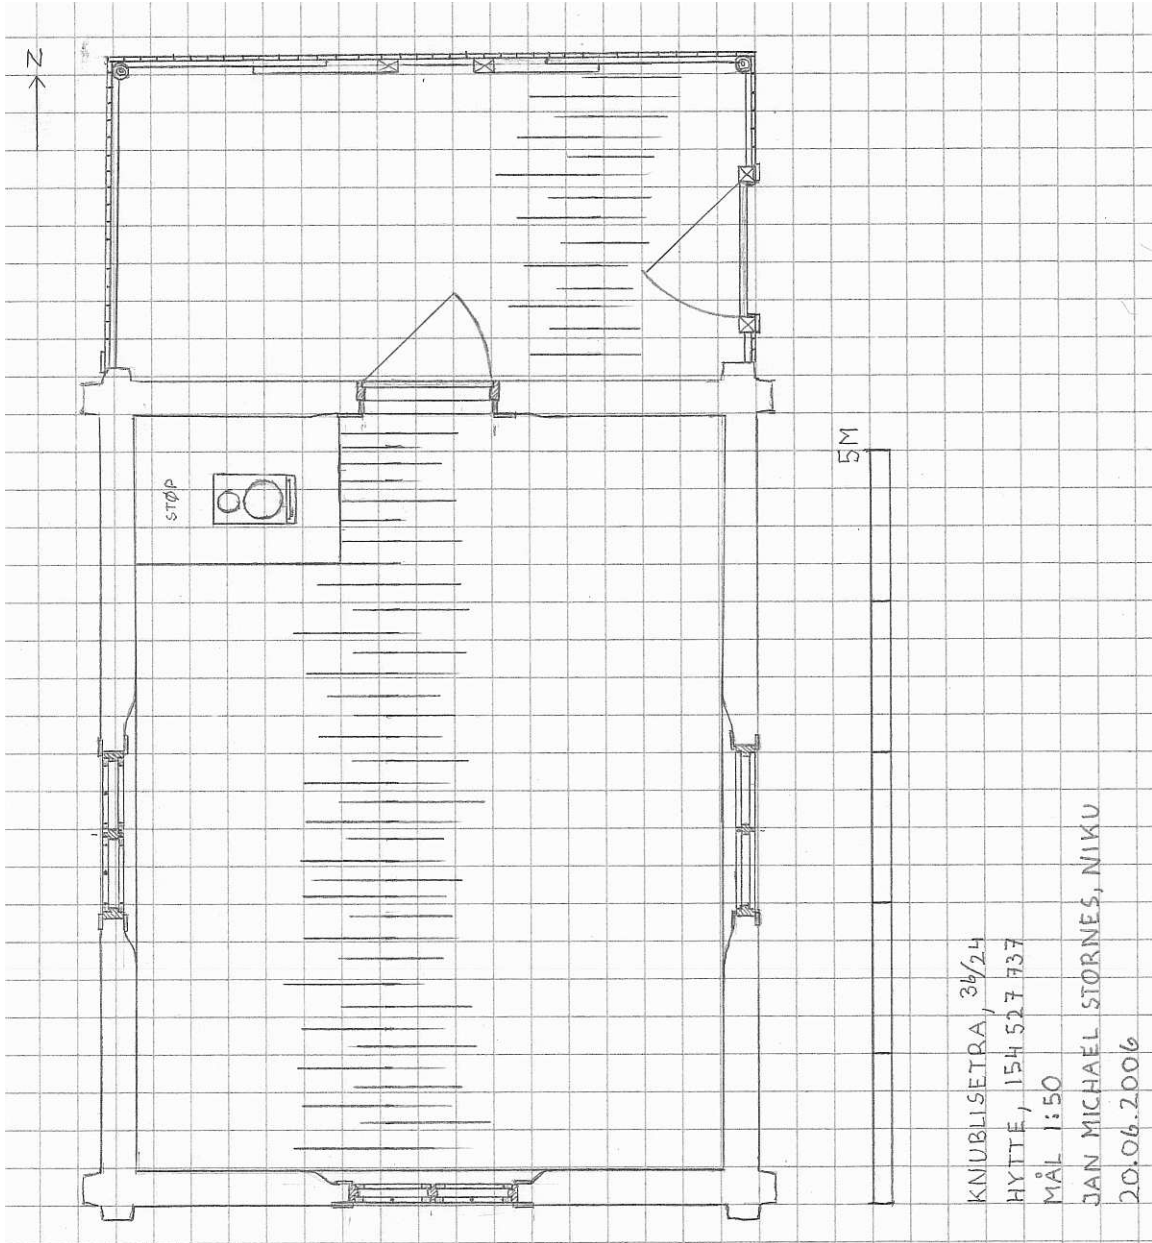 N
STØP
5M
KNUBLISETRA, 36/24
HYTTE, 154 527 737
MÅL 1:50
JAN MICHAEL STORNES, NIKU
20.06.2006